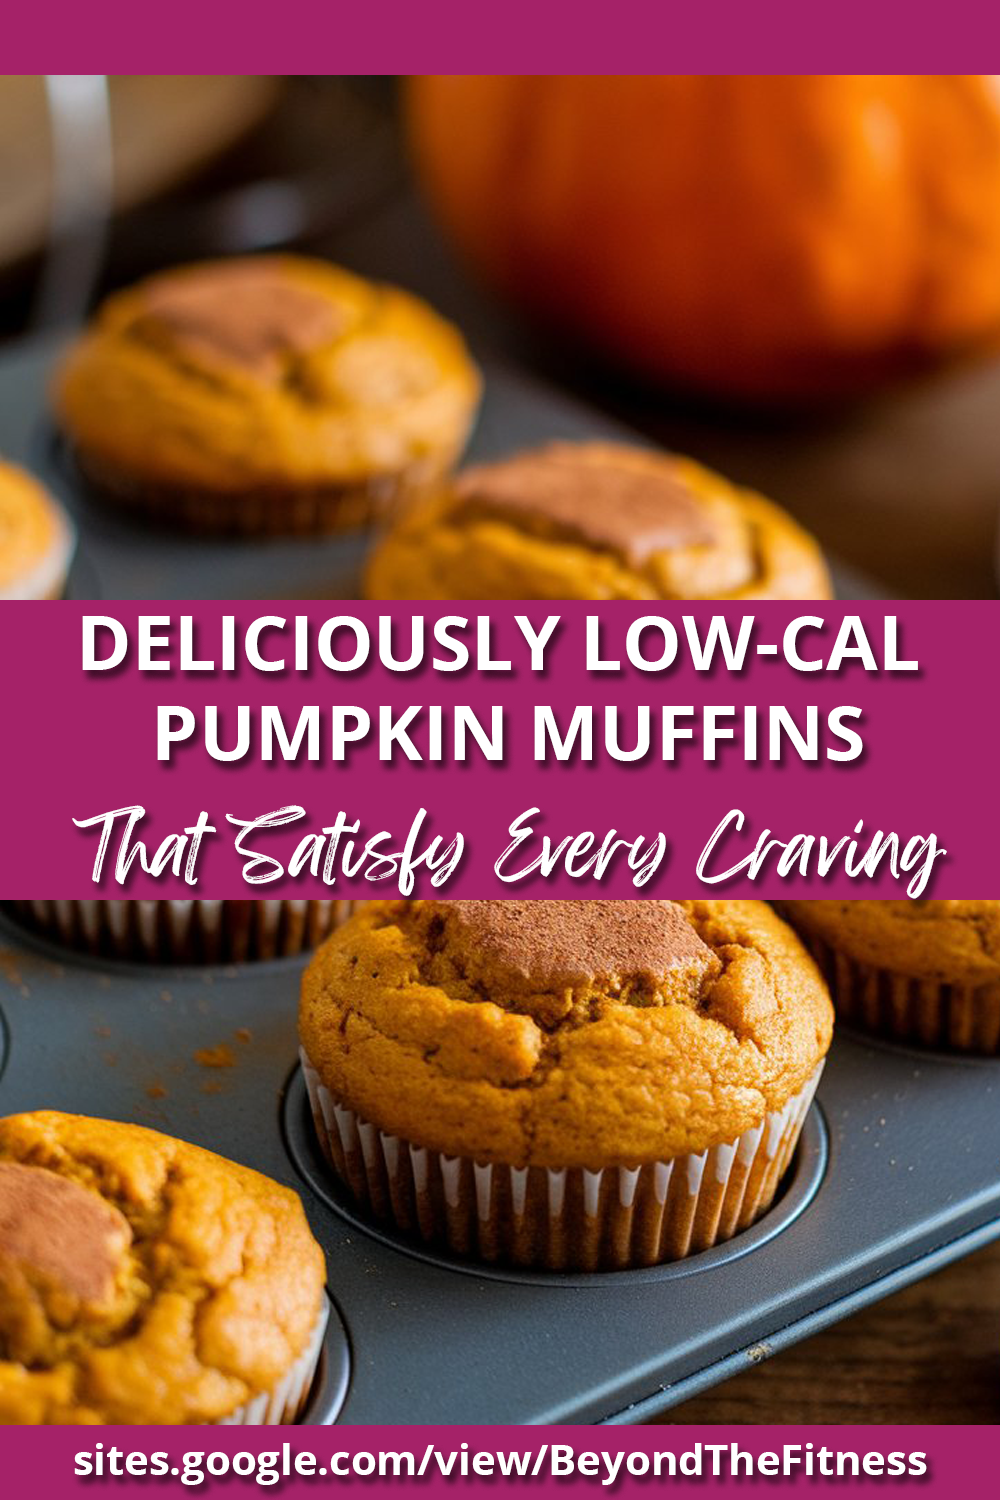 DELICIOUSLY LOW-CAL
PUMPKIN MUFFINS
That Satisfy Every Craving
sites.google.com/view/BeyondTheFitness